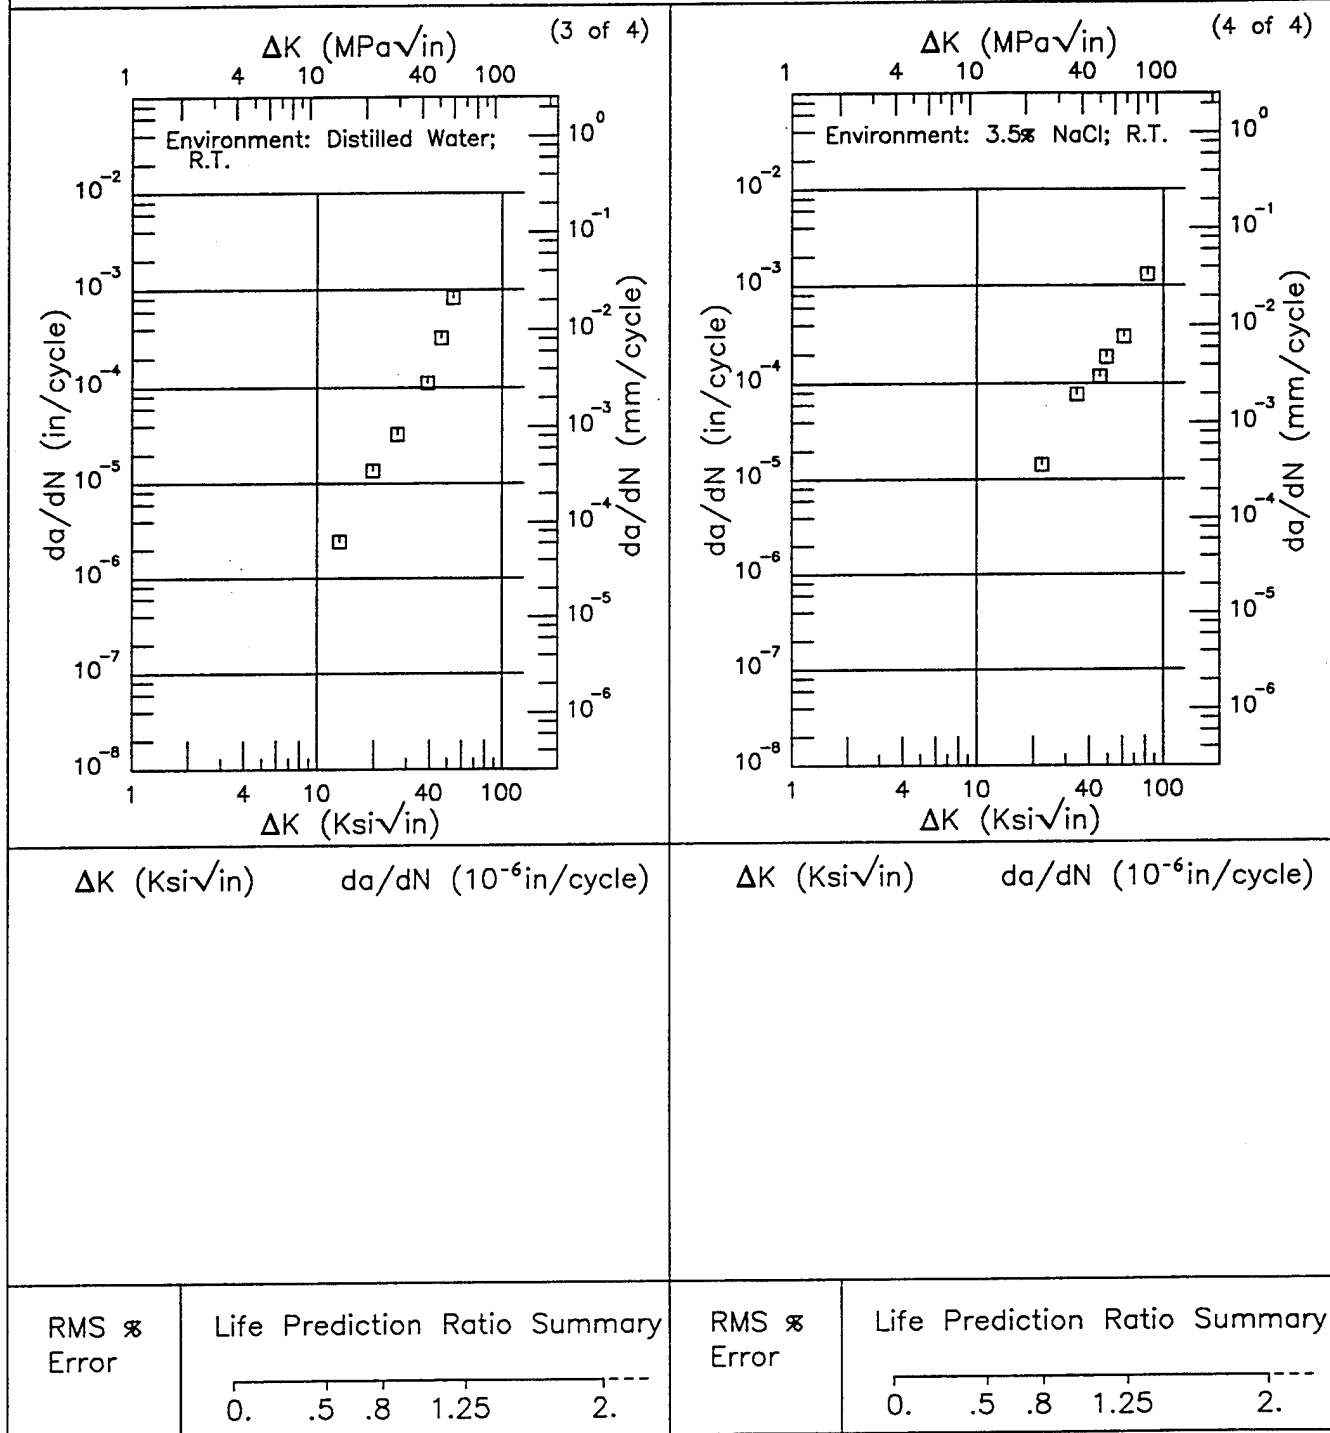 (3 of 4)
ΔK (MPa√in)
1 4 10 40 100
Environment: Distilled Water;
R.T.
10⁻²
10⁻³
10⁻⁴
10⁻⁵
10⁻⁶
10⁻⁷
10⁻⁸
da/dN (in/cycle)
10⁰
10⁻¹
10⁻²
10⁻³
10⁻⁴
10⁻⁵
10⁻⁶
da/dN (mm/cycle)
1 4 10 40 100
ΔK (Ksi√in)
ΔK (Ksi√in) da/dN (10⁻⁶in/cycle)
RMS %
Error
Life Prediction Ratio Summary
0. .5 .8 1.25 2.
(4 of 4)
ΔK (MPa√in)
1 4 10 40 100
Environment: 3.5% NaCl; R.T.
10⁻²
10⁻³
10⁻⁴
10⁻⁵
10⁻⁶
10⁻⁷
10⁻⁸
da/dN (in/cycle)
10⁰
10⁻¹
10⁻²
10⁻³
10⁻⁴
10⁻⁵
10⁻⁶
da/dN (mm/cycle)
1 4 10 40 100
ΔK (Ksi√in)
ΔK (Ksi√in) da/dN (10⁻⁶in/cycle)
RMS %
Error
Life Prediction Ratio Summary
0. .5 .8 1.25 2.